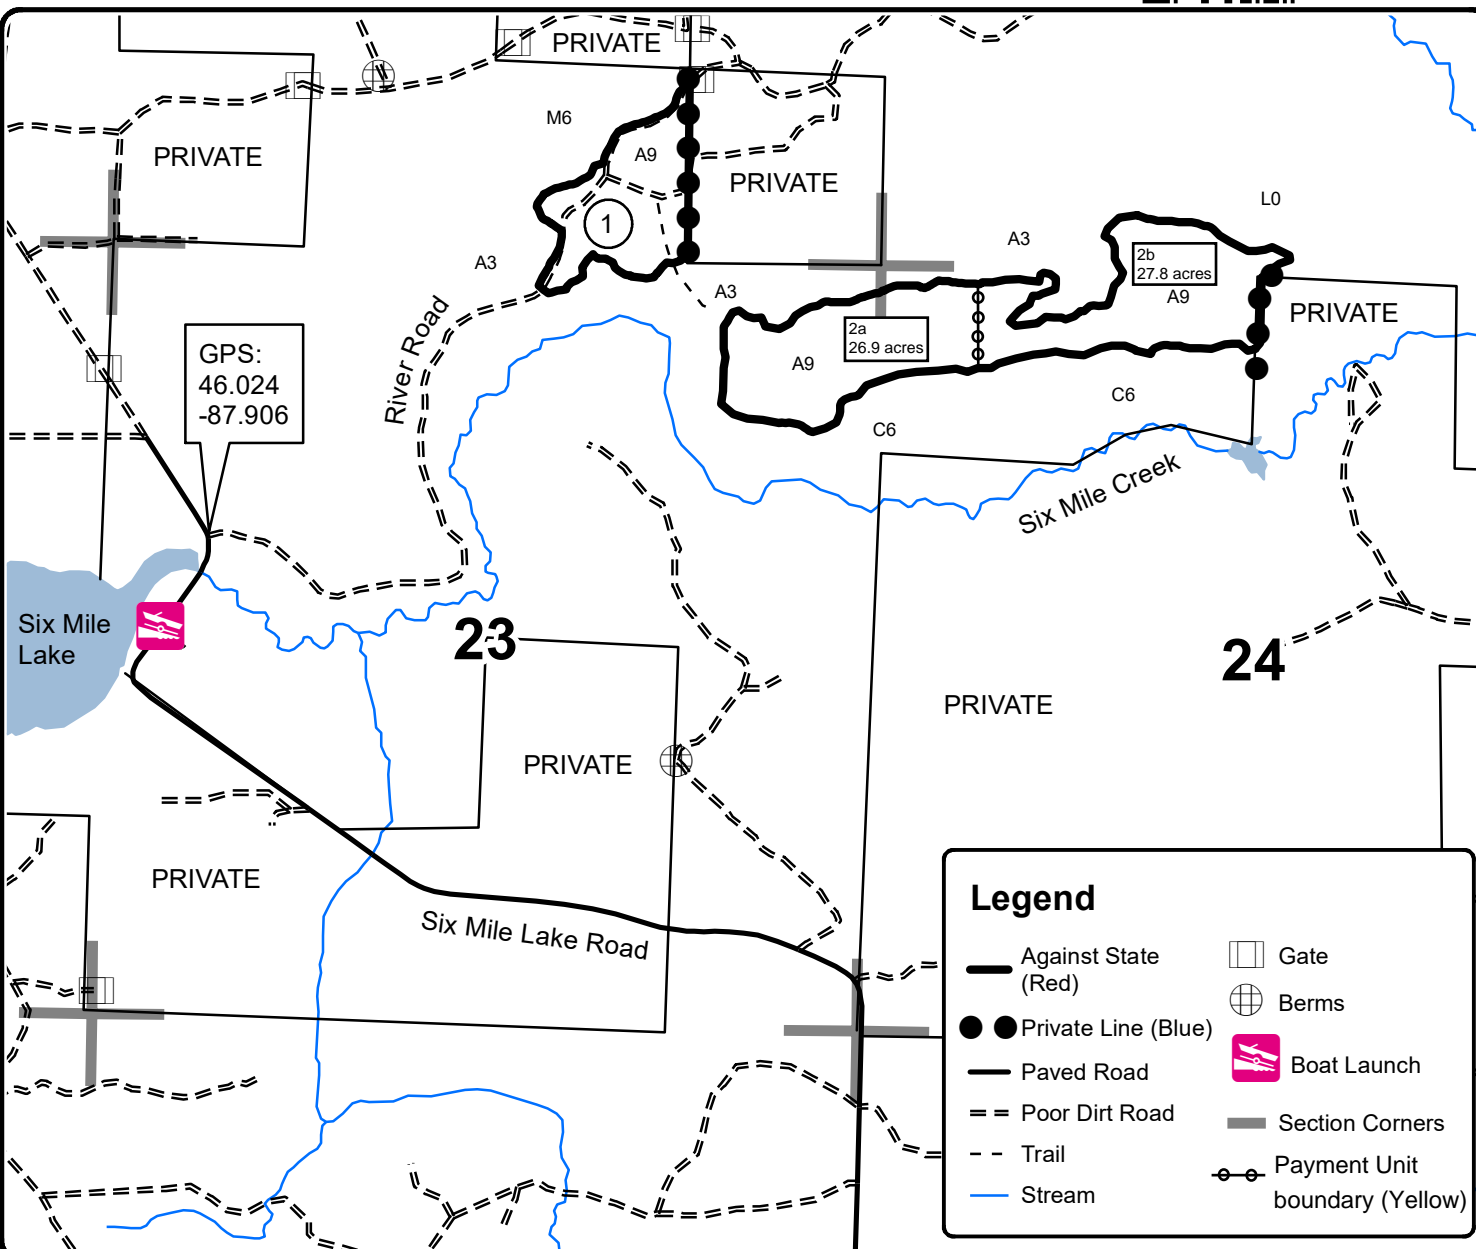 PRIVATE
M6
PRIVATE
A9
PRIVATE
L0
1
A3
2b
27.8 acres
A3
A9
A3
PRIVATE
River Road
2a
26.9 acres
GPS:
46.024
-87.906
A9
C6
C6
Six Mile Creek
Six Mile
Lake
23
24
PRIVATE
PRIVATE
PRIVATE
Six Mile Lake Road
Legend
Against State
(Red)
Private Line (Blue)
Paved Road
Poor Dirt Road
Trail
Stream
Gate
Berms
Boat Launch
Section Corners
Payment Unit
boundary (Yellow)